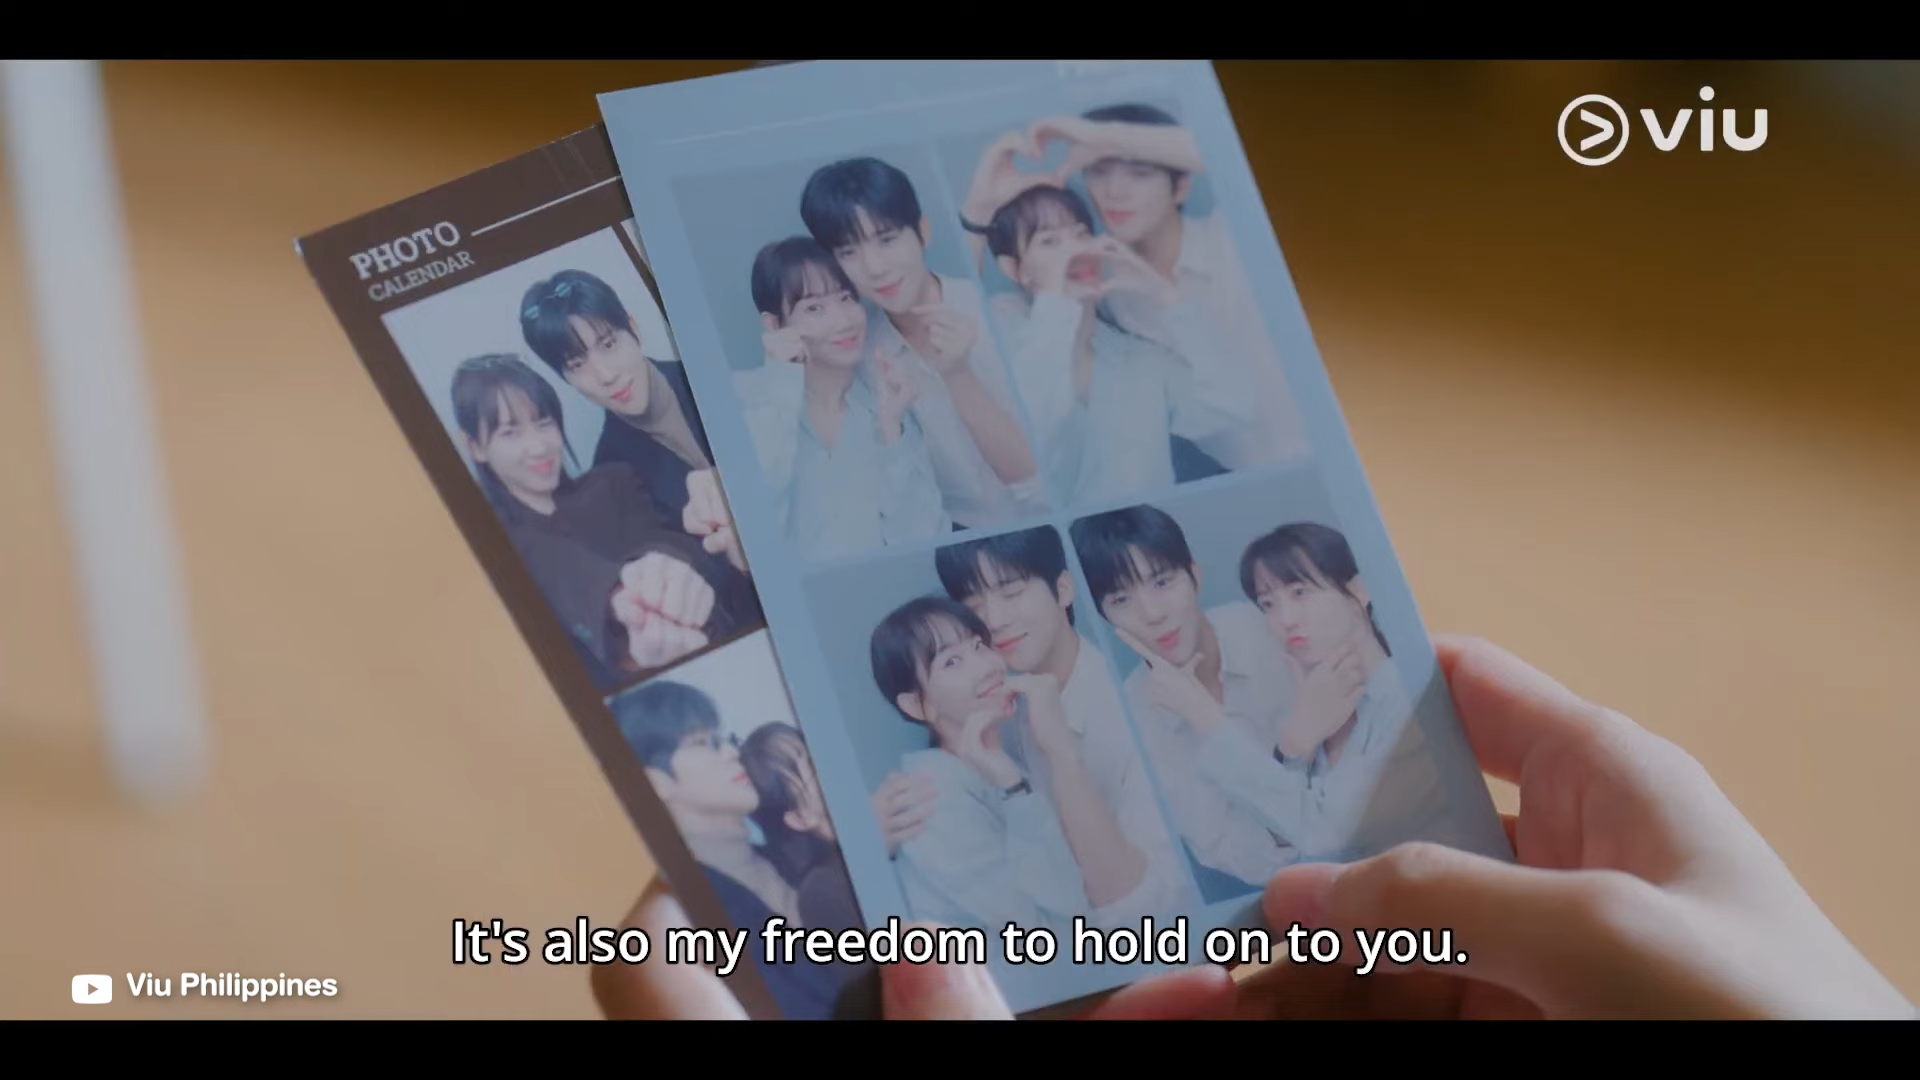 viu
PHOTO
CALENDAR
It's also my freedom to hold on to you.
Viu Philippines